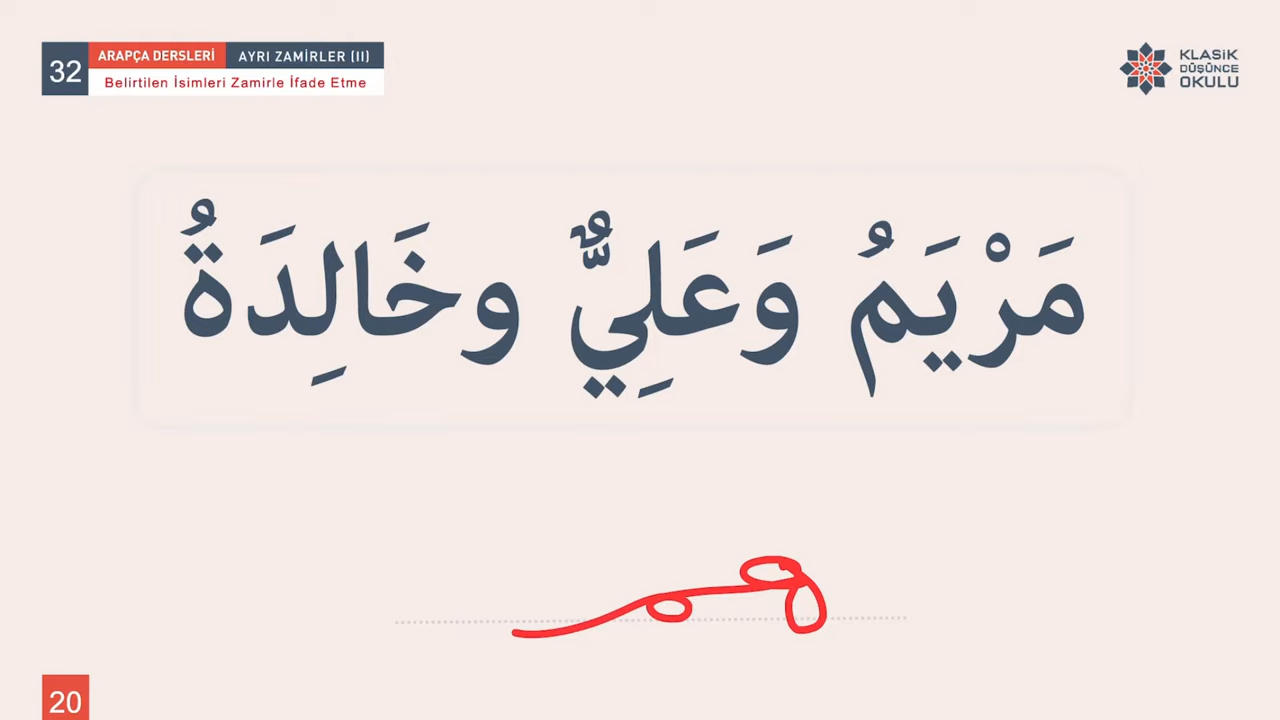 32
ARAPÇA DERSLERİ
AYRI ZAMİRLER (II)
Belirtilen İsimleri Zamirle İfade Etme
KLASİK
DÜŞÜNCE
OKULU
مَرْيَمُ وَعَلِيٌّ وخَالِدَةُ
هم
20